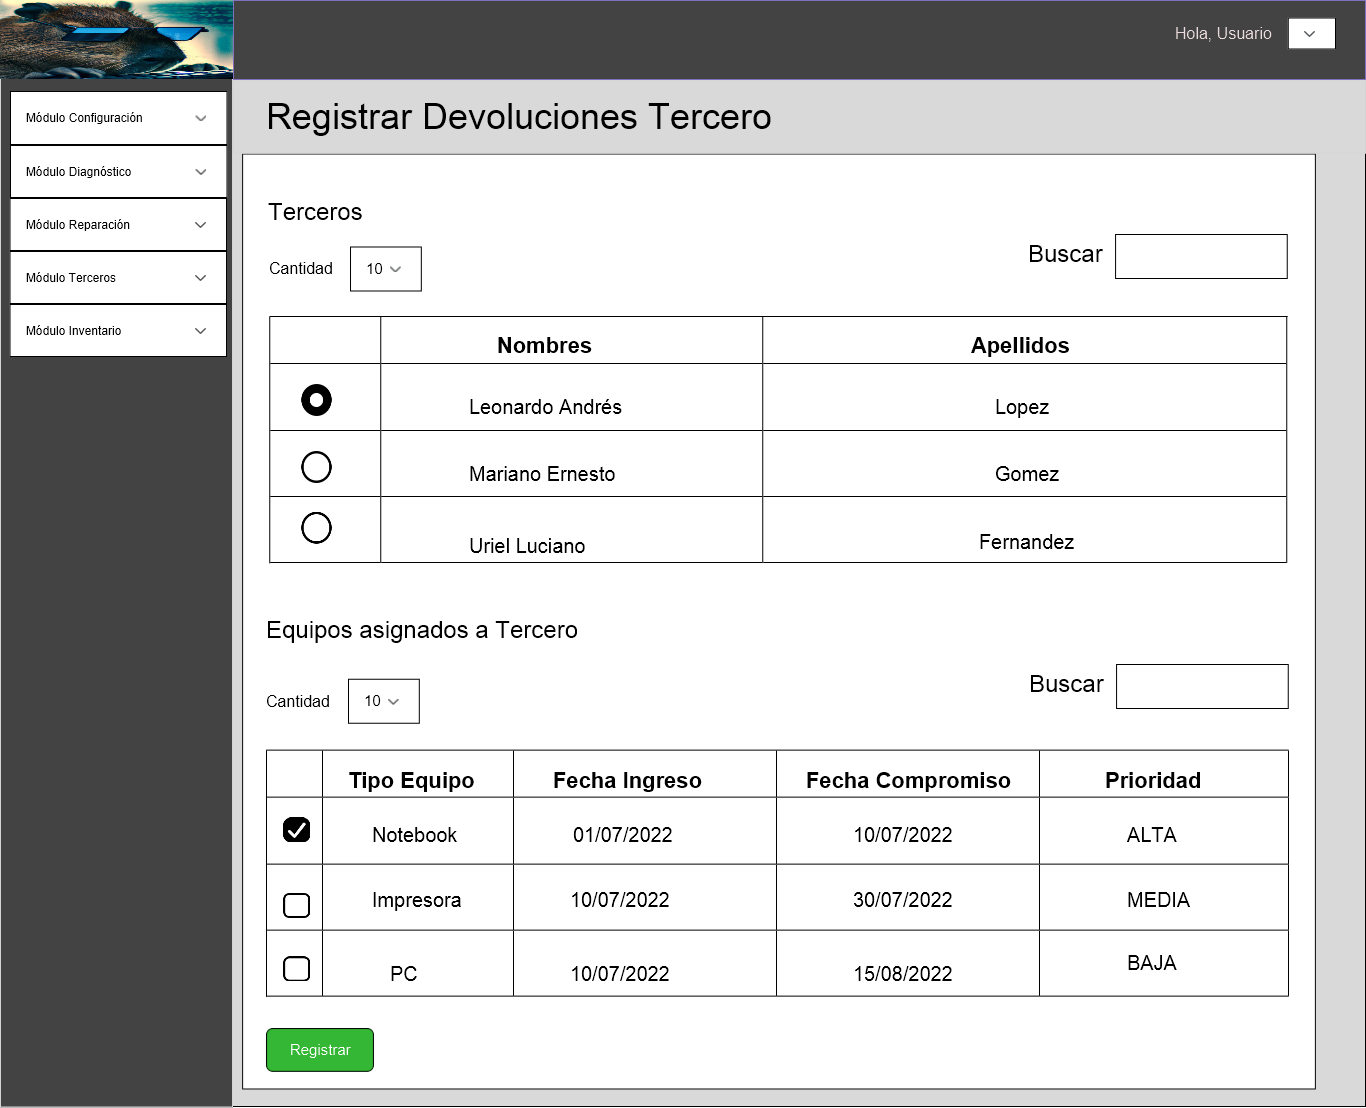 Hola, Usuario
Módulo Configuración
Módulo Diagnóstico
Módulo Reparación
Módulo Terceros
Módulo Inventario
Registrar Devoluciones Tercero
Terceros
Cantidad 10
Buscar
Nombres Apellidos
Leonardo Andrés Lopez
Mariano Ernesto Gomez
Uriel Luciano Fernandez
Equipos asignados a Tercero
Cantidad 10
Buscar
Tipo Equipo Fecha Ingreso Fecha Compromiso Prioridad
Notebook 01/07/2022 10/07/2022 ALTA
Impresora 10/07/2022 30/07/2022 MEDIA
PC 10/07/2022 15/08/2022 BAJA
Registrar